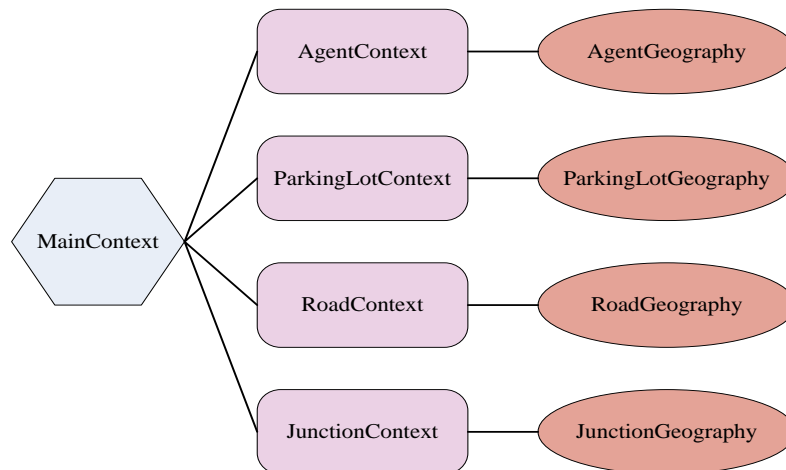 AgentContext
AgentGeography
ParkingLotContext
ParkingLotGeography
MainContext
RoadContext
RoadGeography
JunctionContext
JunctionGeography